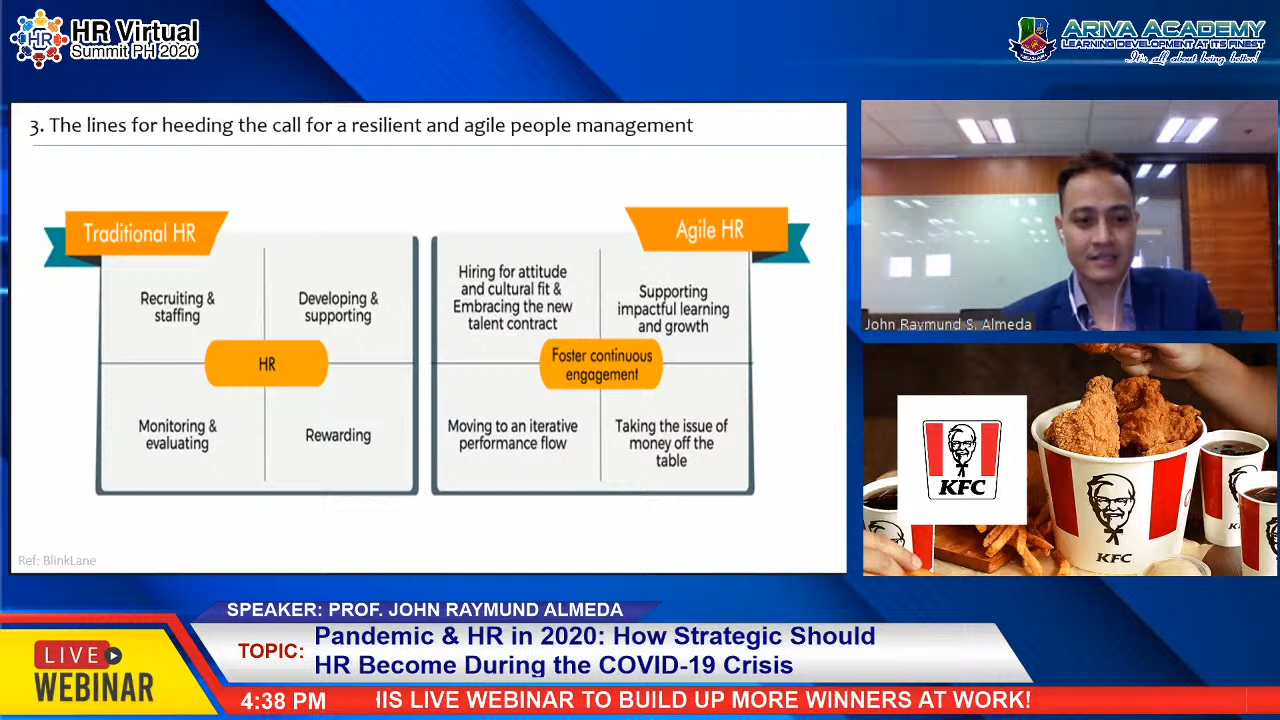 HR
HR Virtual
Summit PH 2020
ARIVA ACADEMY
LEARNING DEVELOPMENT AT ITS FINEST
It's all about being better!
3. The lines for heeding the call for a resilient and agile people management
Traditional HR
Recruiting &
staffing
Developing &
supporting
HR
Monitoring &
evaluating
Rewarding
Agile HR
Hiring for attitude
and cultural fit &
Embracing the new
talent contract
Supporting
impactful learning
and growth
Foster continuous
engagement
Moving to an iterative
performance flow
Taking the issue of
money off the
table
Ref: BlinkLane
John Raymund S. Almeda
KFC
KFC
SPEAKER: PROF. JOHN RAYMUND ALMEDA
TOPIC:
Pandemic & HR in 2020: How Strategic Should
HR Become During the COVID-19 Crisis
LIVE
WEBINAR
4:38 PM
IIS LIVE WEBINAR TO BUILD UP MORE WINNERS AT WORK!